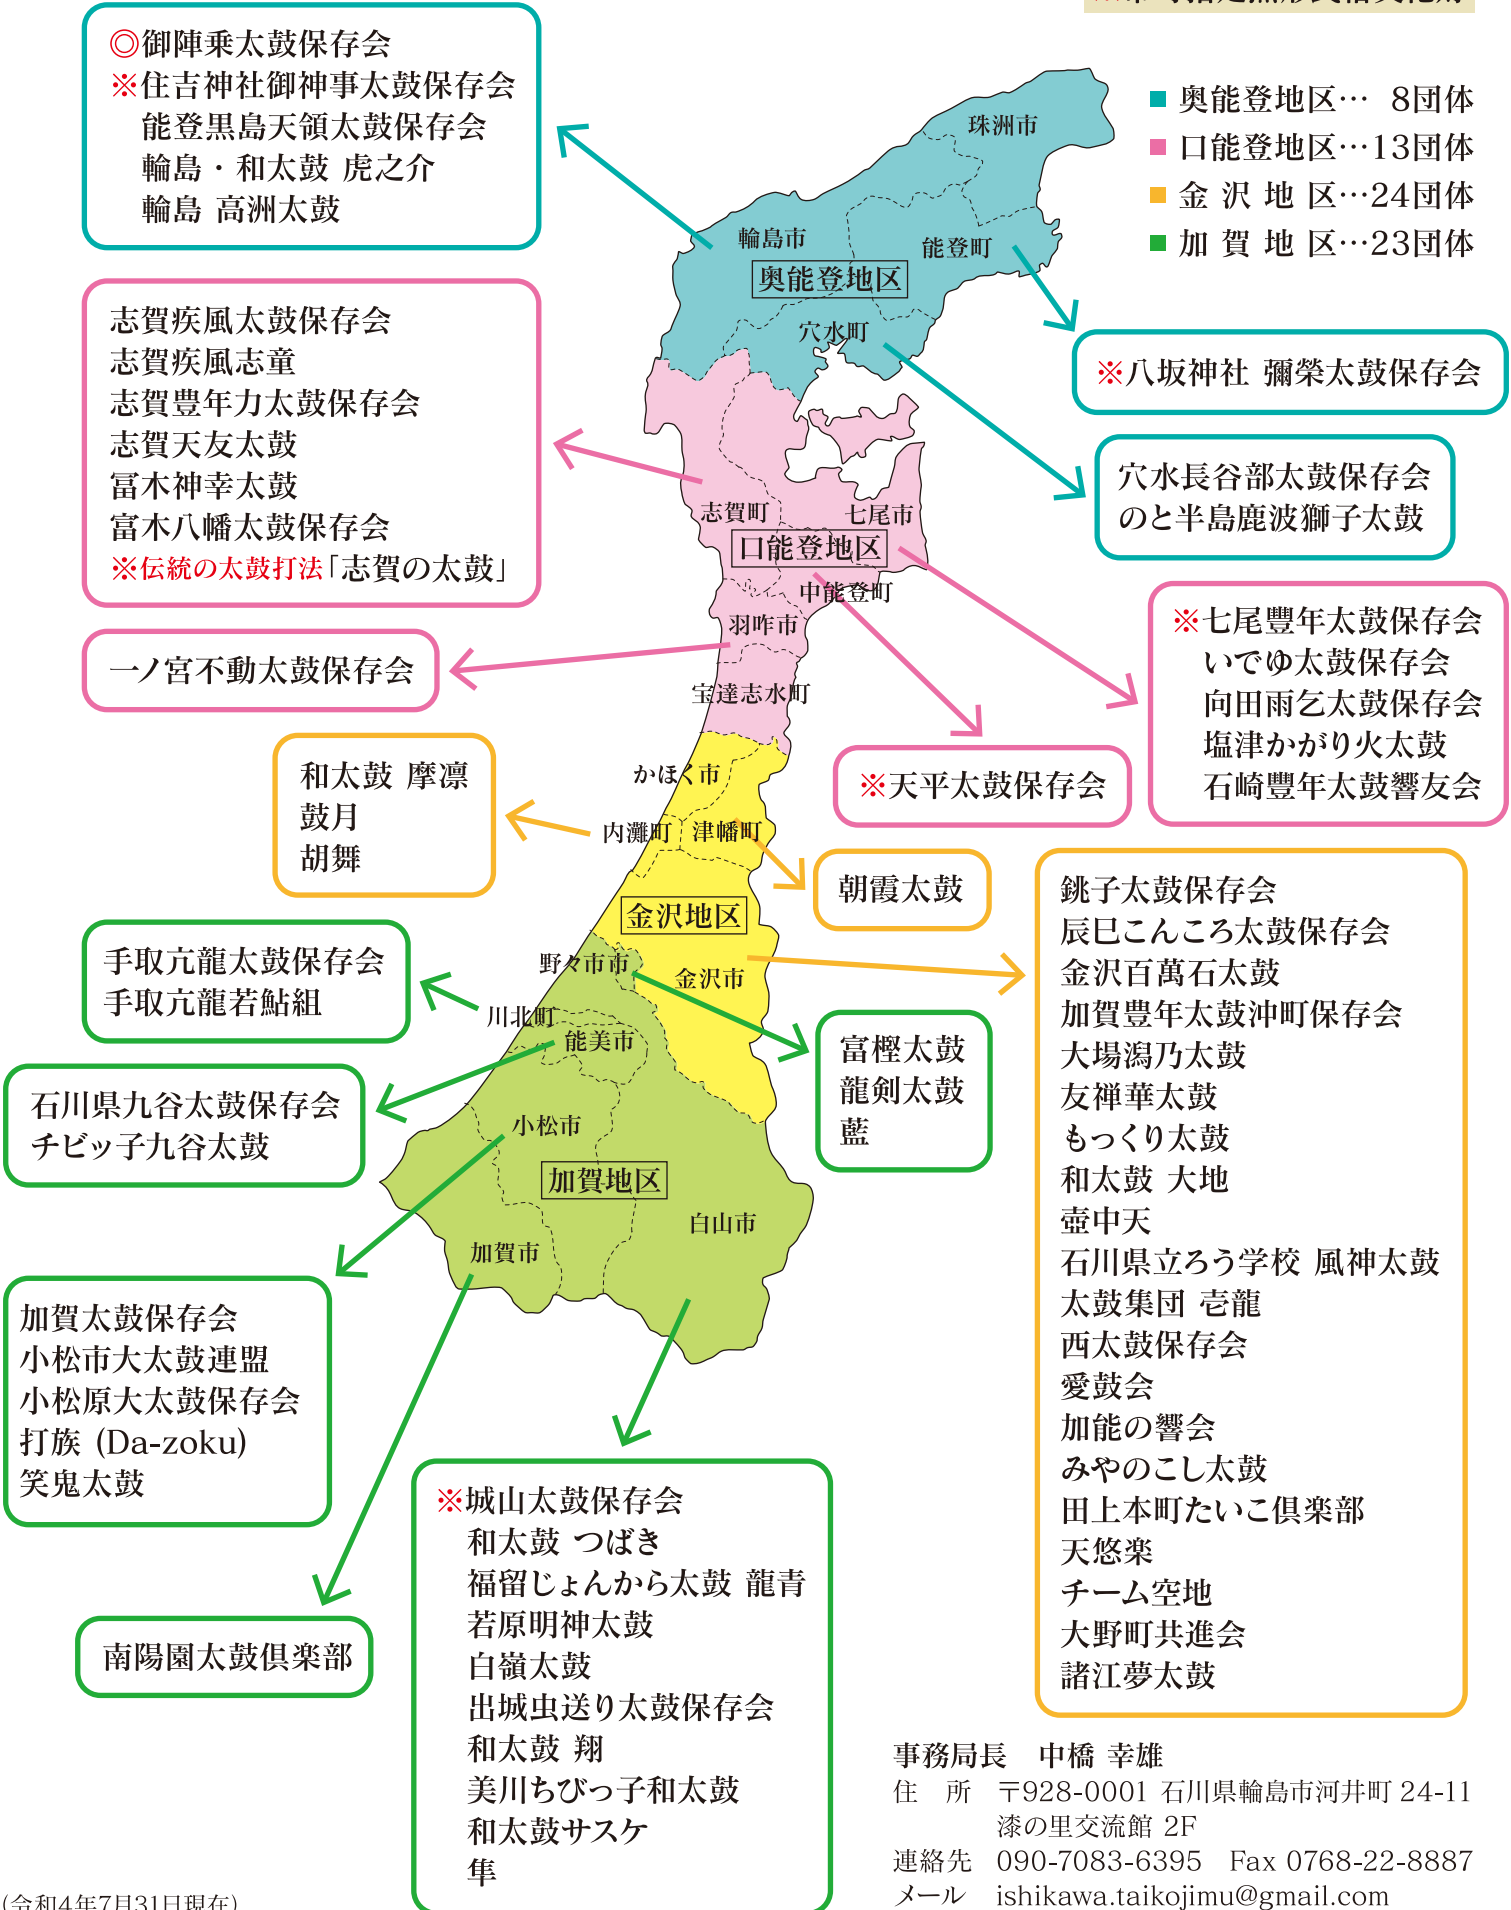 ◎御陣乗太鼓保存会
※住吉神社御神事太鼓保存会
能登黒島天領太鼓保存会
輪島・和太鼓 虎之介
輪島 高洲太鼓
■ 奥能登地区… 8団体
■ 口能登地区…13団体
■ 金沢地区…24団体
■ 加賀地区…23団体
珠洲市
輪島市
能登町
奥能登地区
穴水町
※八坂神社 彌榮太鼓保存会
穴水長谷部太鼓保存会
のと半島鹿波獅子太鼓
志賀疾風太鼓保存会
志賀疾風志童
志賀豊年力太鼓保存会
志賀天友太鼓
冨木神幸太鼓
富木八幡太鼓保存会
※伝統の太鼓打法「志賀の太鼓」
志賀町
七尾市
口能登地区
中能登町
羽咋市
宝達志水町
一ノ宮不動太鼓保存会
※七尾豊年太鼓保存会
いでゆ太鼓保存会
向田雨乞太鼓保存会
塩津かがり火太鼓
石崎豊年太鼓響友会
※天平太鼓保存会
和太鼓 摩凛
鼓月
胡舞
かほく市
内灘町
津幡町
朝霞太鼓
金沢地区
野々市市
金沢市
銚子太鼓保存会
辰巳こんころ太鼓保存会
金沢百萬石太鼓
加賀豊年太鼓沖町保存会
大場潟乃太鼓
友禅華太鼓
もっくり太鼓
和太鼓 大地
壺中天
石川県立ろう学校 風神太鼓
太鼓集団 壱龍
西太鼓保存会
愛鼓会
加能の響会
みやのこし太鼓
田上本町たいこ倶楽部
天悠楽
チーム空地
大野町共進会
諸江夢太鼓
手取亢龍太鼓保存会
手取亢龍若鮎組
川北町
能美市
富樫太鼓
龍剣太鼓
藍
石川県九谷太鼓保存会
チビッ子九谷太鼓
小松市
加賀地区
白山市
加賀市
加賀太鼓保存会
小松市大太鼓連盟
小松原大太鼓保存会
打族 (Da-zoku)
笑鬼太鼓
南陽園太鼓倶楽部
※城山太鼓保存会
和太鼓 つばき
福留じょんから太鼓 龍青
若原明神太鼓
白嶺太鼓
出城虫送り太鼓保存会
和太鼓 翔
美川ちびっ子和太鼓
和太鼓サスケ
隼
事務局長 中橋 幸雄
住 所 〒928-0001 石川県輪島市河井町 24-11
漆の里交流館 2F
連絡先 090-7083-6395 Fax 0768-22-8887
メール ishikawa.taikojimu@gmail.com
(令和4年7月31日現在)